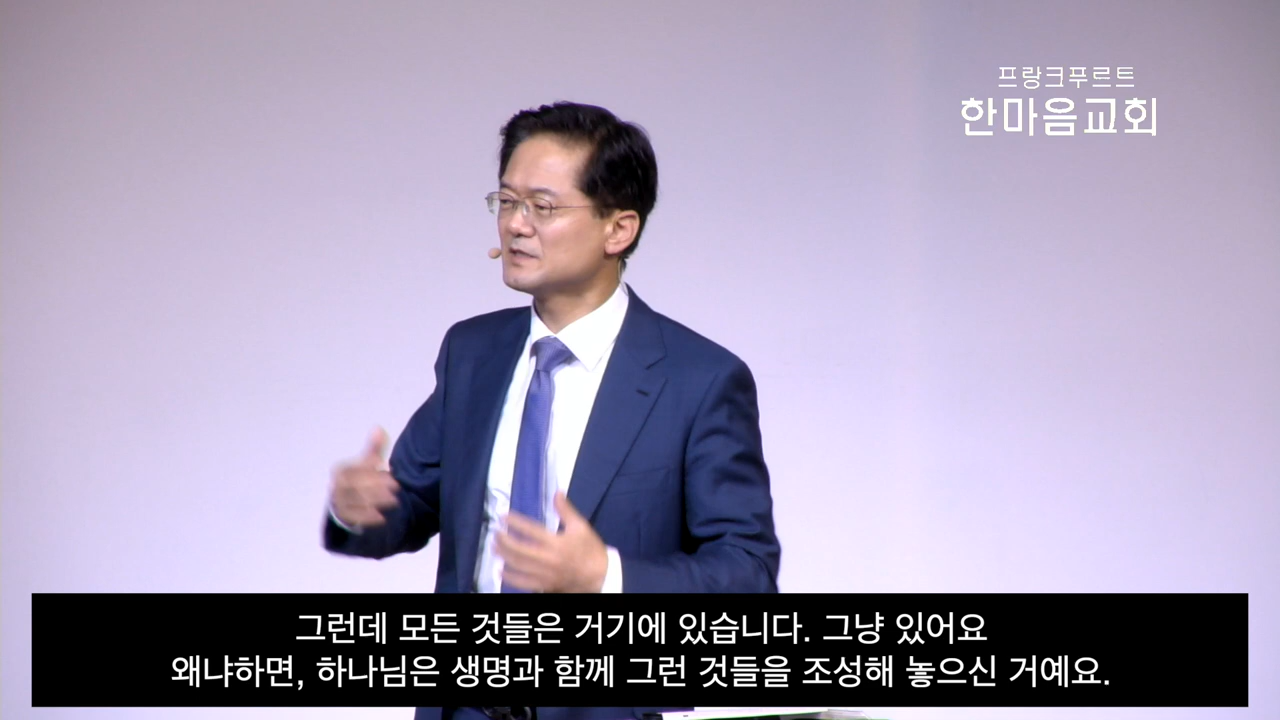 프랑크푸르트
한마음교회
그런데 모든 것들은 거기에 있습니다. 그냥 있어요
왜냐하면, 하나님은 생명과 함께 그런 것들을 조성해 놓으신 거예요.